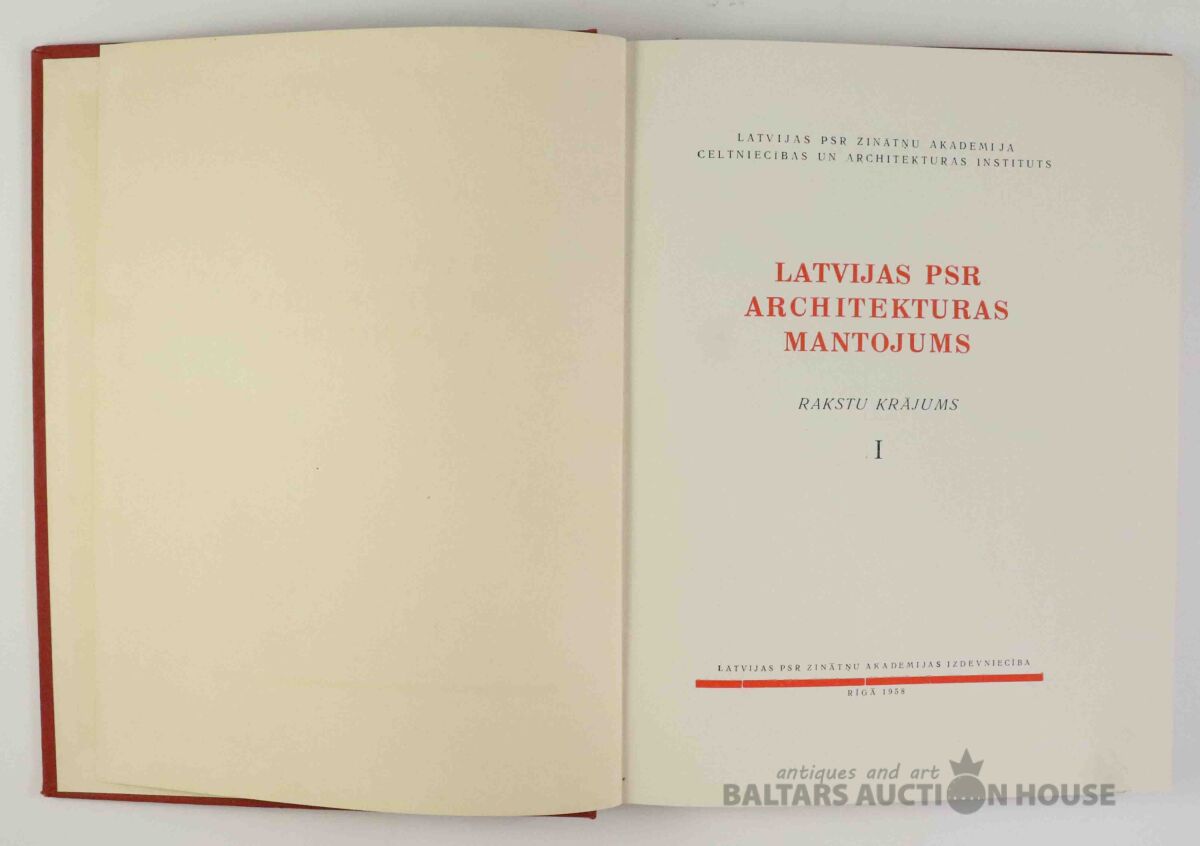 LATVIJAS PSR ZINĀTŅU AKADEMIJA
CELTNIECĪBAS UN ARCHITEKTURAS INSTITUTS
LATVIJAS PSR
ARCHITEKTURAS
MANTOJUMS
RAKSTU KRĀJUMS
I
LATVIJAS PSR ZINĀTŅU AKADEMIJAS IZDEVNIECĪBA
RĪGĀ 1958
antiques and art
BALTARS AUCTION HOUSE